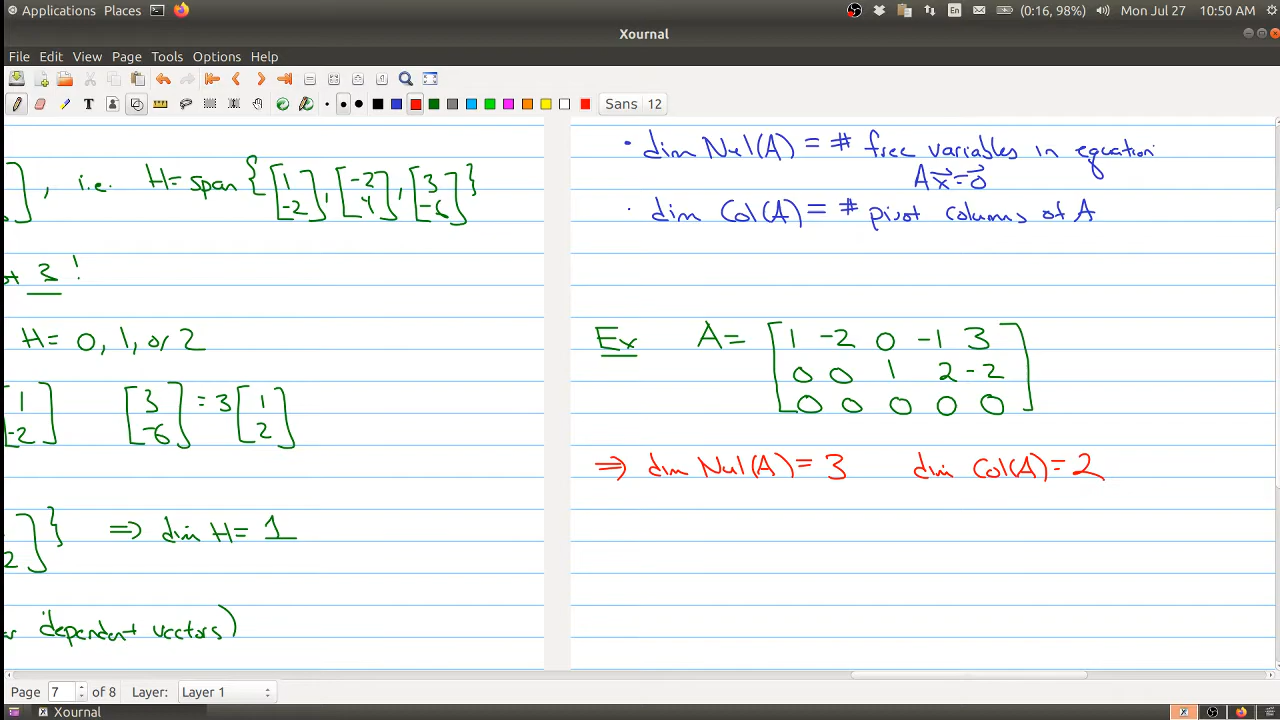 Applications Places en (0:16, 98%) Mon Jul 27 10:50 AM
Xournal
File Edit View Page Tools Options Help
Sans 12
, i.e. H = span { [1 -2], [-2 4], [3 -6] }
3!
H = 0, 1, or 2
[1 -2] [3 -6] = 3 [1 2]
} ⇒ dim H = 1
dependent vectors)
· dim Nul(A) = # free variables in equation
Ax⃗ = 0⃗
· dim Col(A) = # pivot columns of A
Ex A = [1 -2 0 -1 3
0 0 1 2 -2
0 0 0 0 0]
⇒ dim Nul(A) = 3 dim Col(A) = 2
Page 7 of 8 Layer: Layer 1
Xournal